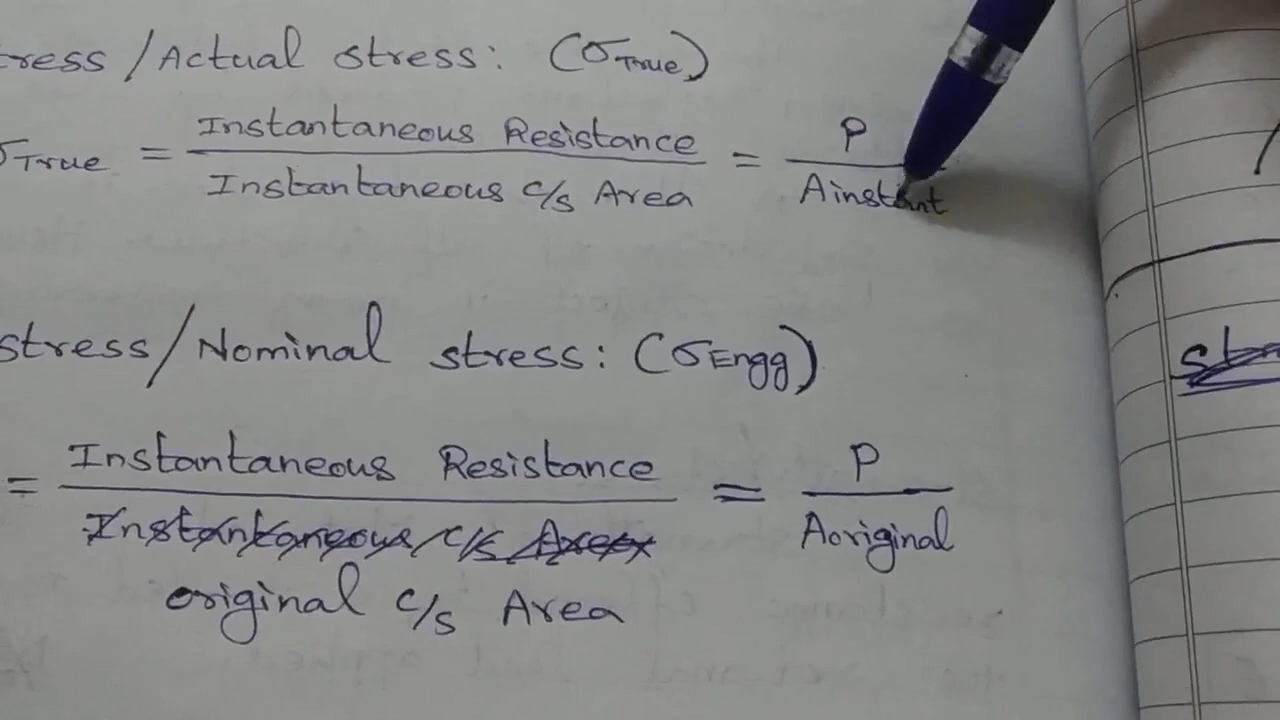 tress / Actual stress: (σTrue)
σTrue = Instantaneous Resistance / Instantaneous c/s Area = P / Ainstant
stress / Nominal stress: (σEngg)
= Instantaneous Resistance / Instantaneous c/s Area = P / Aoriginal
original c/s Area